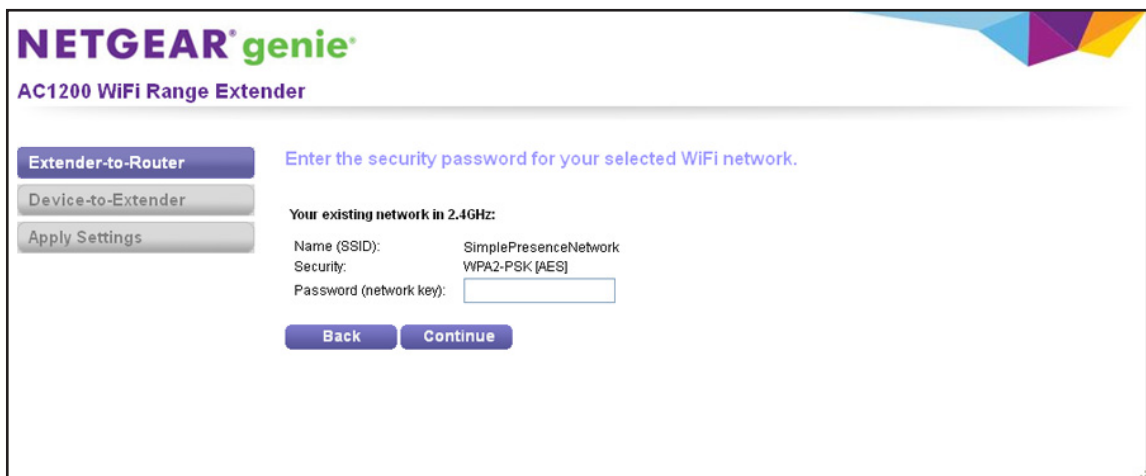 NETGEAR® genie®
AC1200 WiFi Range Extender
Extender-to-Router
Device-to-Extender
Apply Settings
Enter the security password for your selected WiFi network.
Your existing network in 2.4GHz:
Name (SSID): SimplePresenceNetwork
Security: WPA2-PSK [AES]
Password (network key):
Back Continue